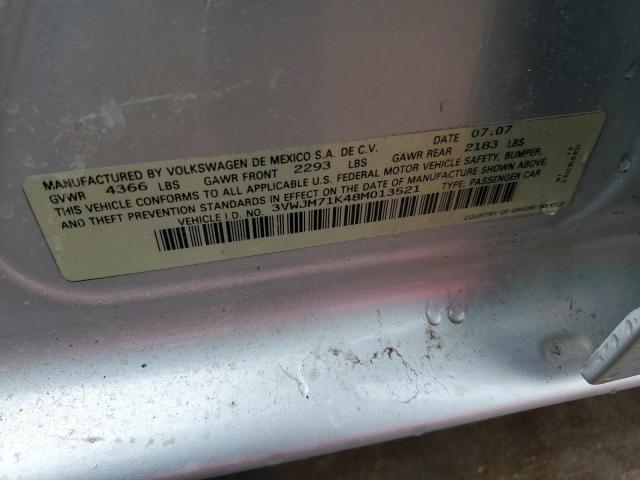 MANUFACTURED BY VOLKSWAGEN DE MEXICO S.A. DE C.V. DATE 07.07
GVWR 4366 LBS GAWR FRONT 2293 LBS GAWR REAR 2183 LBS
THIS VEHICLE CONFORMS TO ALL APPLICABLE U.S. FEDERAL MOTOR VEHICLE SAFETY, BUMPER,
AND THEFT PREVENTION STANDARDS IN EFFECT ON THE DATE OF MANUFACTURE SHOWN ABOVE.
VEHICLE I.D. NO. 3VWJM71K48M013521 TYPE: PASSENGER CAR
COUNTRY OF ORIGIN: MEXICO